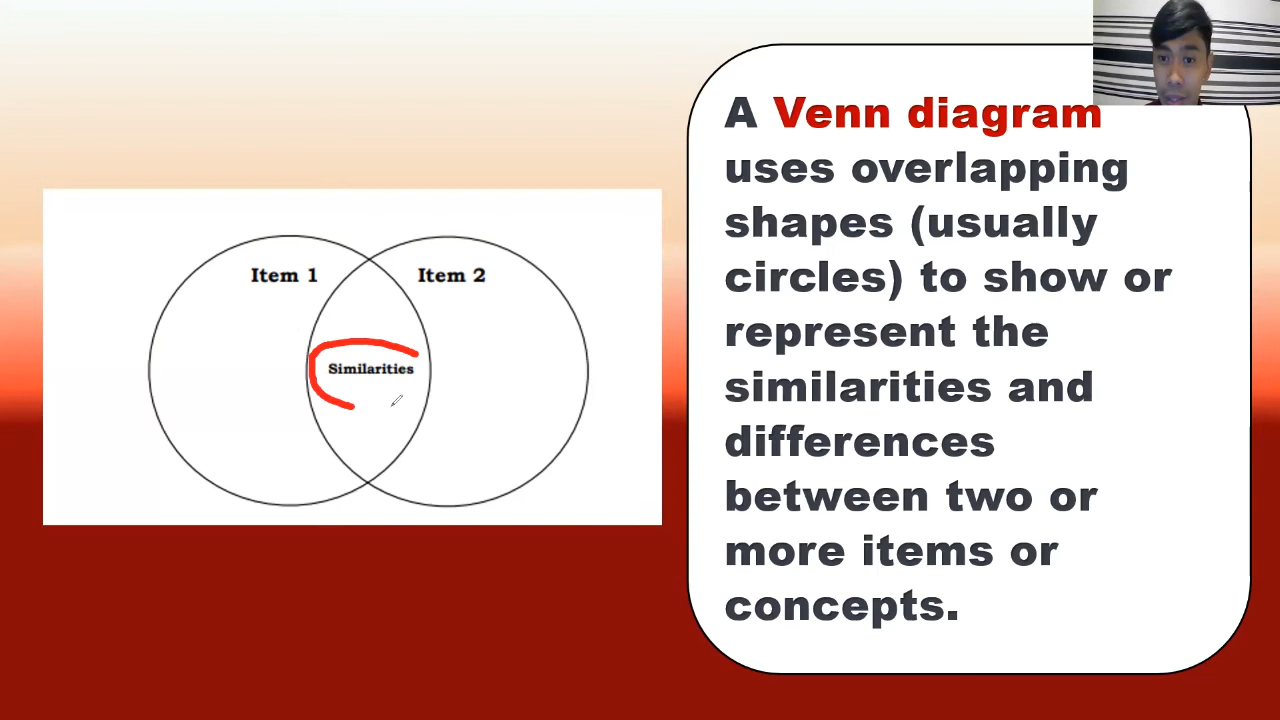 Item 1
Item 2
Similarities
A Venn diagram
uses overlapping
shapes (usually
circles) to show or
represent the
similarities and
differences
between two or
more items or
concepts.